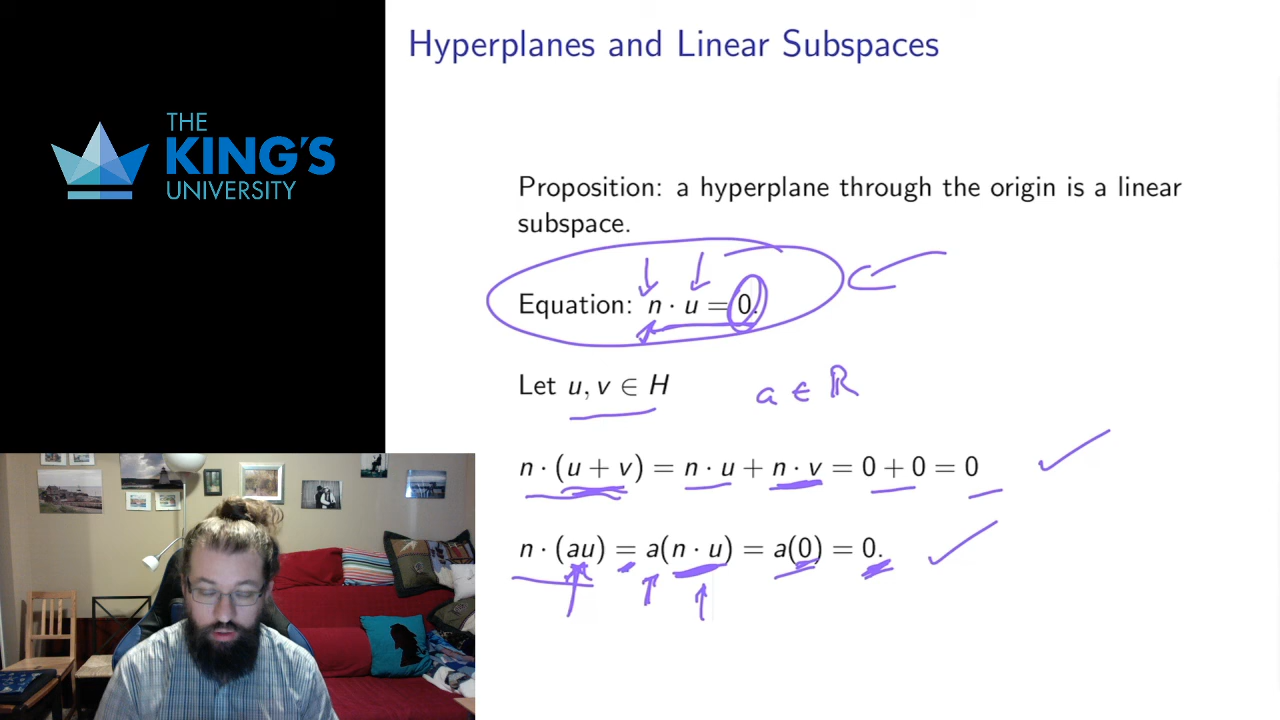 Hyperplanes and Linear Subspaces
THE
KING'S
UNIVERSITY
Proposition: a hyperplane through the origin is a linear
subspace.
Equation: n · u = 0.
Let u, v ∈ H a ∈ ℝ
n · (u + v) = n · u + n · v = 0 + 0 = 0
n · (au) = a(n · u) = a(0) = 0.